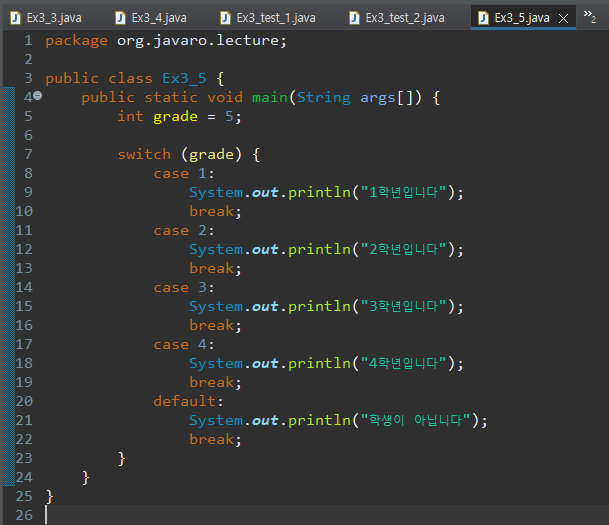 Ex3_3.java Ex3_4.java Ex3_test_1.java Ex3_test_2.java Ex3_5.java »2
1 package org.javaro.lecture;
2
3 public class Ex3_5 {
4 public static void main(String args[]) {
5 int grade = 5;
6
7 switch (grade) {
8 case 1:
9 System.out.println("1학년입니다");
10 break;
11 case 2:
12 System.out.println("2학년입니다");
13 break;
14 case 3:
15 System.out.println("3학년입니다");
16 break;
17 case 4:
18 System.out.println("4학년입니다");
19 break;
20 default:
21 System.out.println("학생이 아닙니다");
22 break;
23 }
24 }
25 }
26